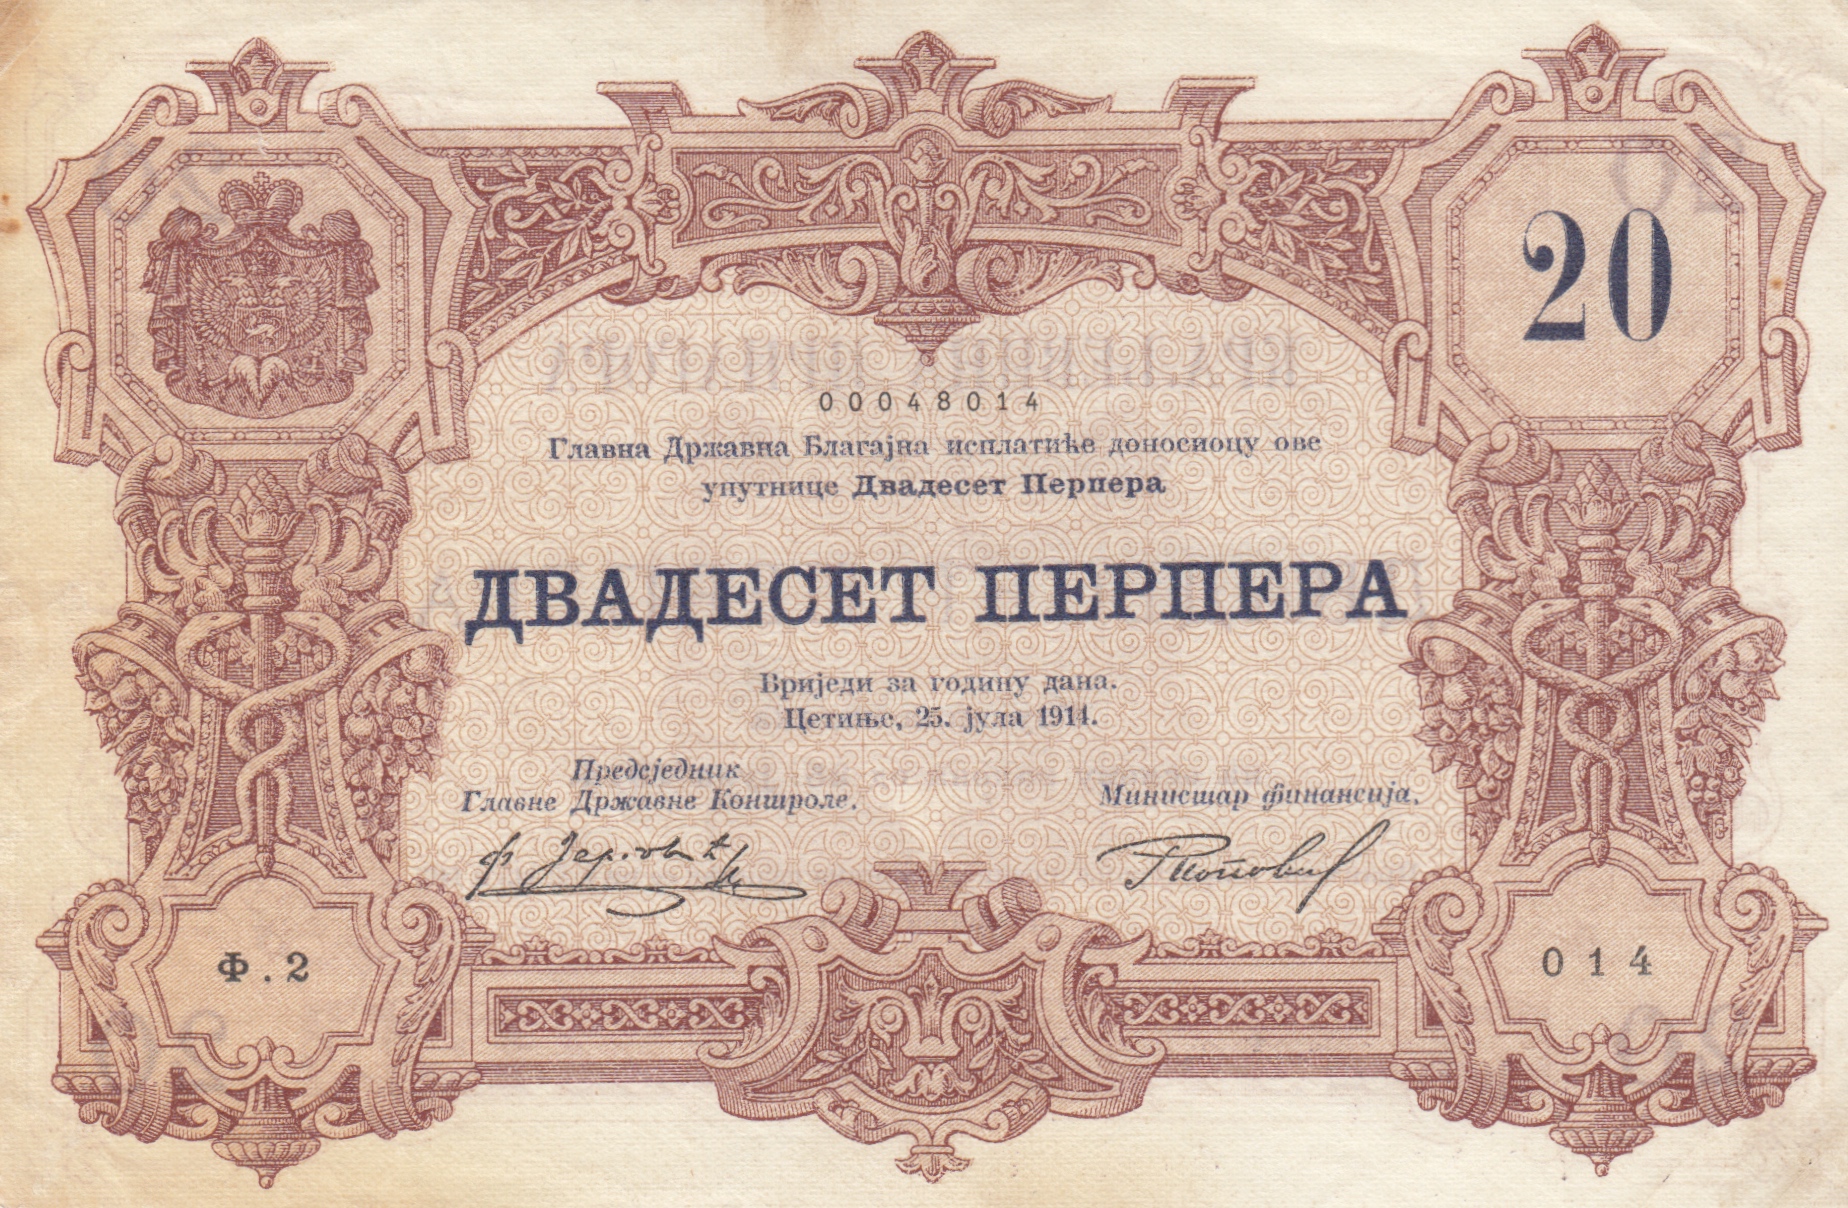 20
00048014
Главна Државна Благајна исплатиће доносиоцу ове
упутнице Двадесет Перпера
ДВАДЕСЕТ ПЕРПЕРА
Вриједи за годину дана.
Цетиње, 25. јула 1914.
Предсједник
Главне Државне Контроле.
Министар финансија.
Ф.2
014